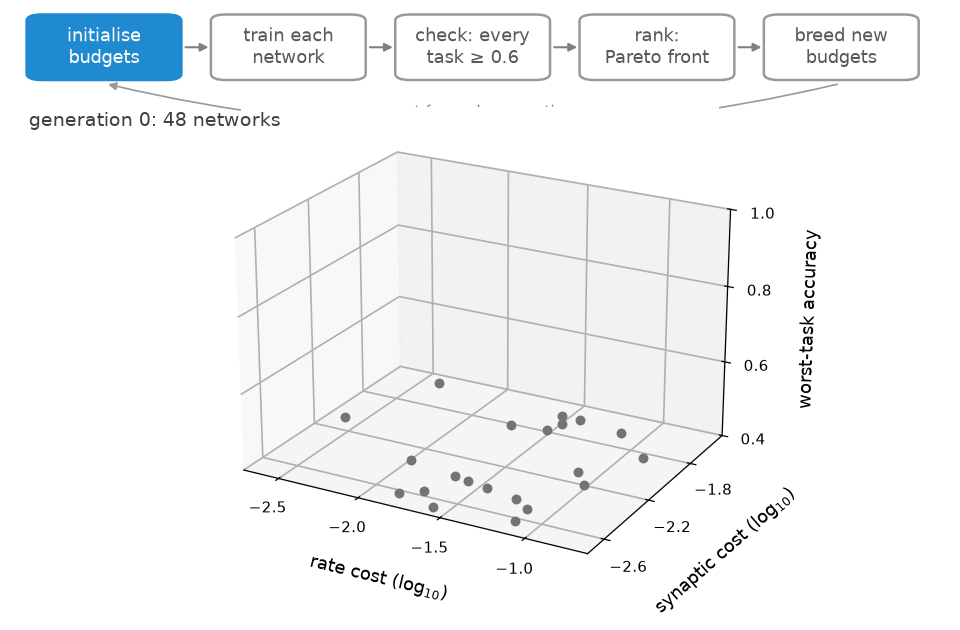 initialise
budgets
train each
network
check: every
task ≥ 0.6
rank:
Pareto front
breed new
budgets
generation 0: 48 networks
1.0
0.8
0.6
0.4
worst-task accuracy
−2.5
−2.0
−1.5
−1.0
rate cost (log₁₀)
−1.8
−2.2
−2.6
synaptic cost (log₁₀)